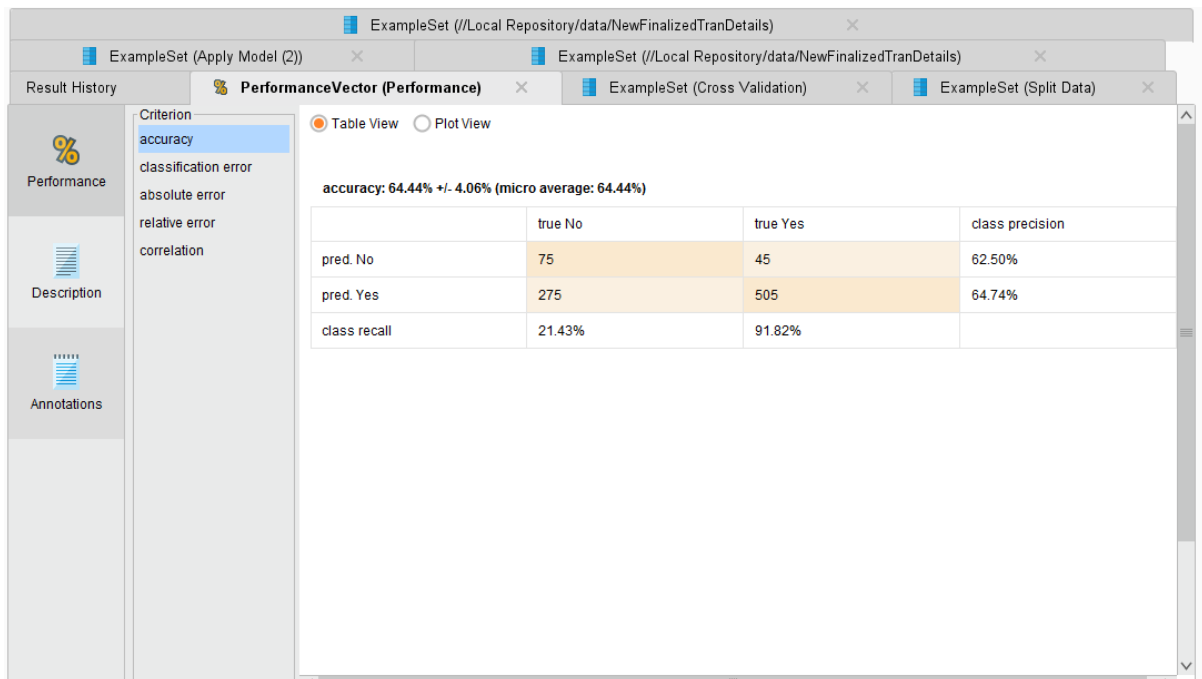 ExampleSet (//Local Repository/data/NewFinalizedTranDetails)
ExampleSet (Apply Model (2)) ExampleSet (//Local Repository/data/NewFinalizedTranDetails)
Result History PerformanceVector (Performance) ExampleSet (Cross Validation) ExampleSet (Split Data)
% Performance
Description
Annotations
Criterion
accuracy
classification error
absolute error
relative error
correlation
Table View Plot View
accuracy: 64.44% +/- 4.06% (micro average: 64.44%)
true No true Yes class precision
pred. No 75 45 62.50%
pred. Yes 275 505 64.74%
class recall 21.43% 91.82%